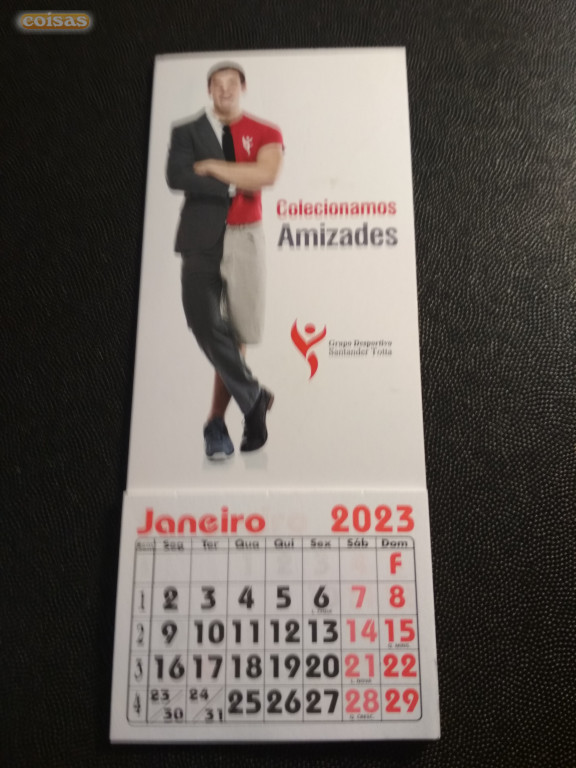 coisas
Colecionamos
Amizades
Grupo Desportivo
Santander Totta
Janeiro 2023
Seg Ter Qua Qui Sex Sáb Dom
F
1 2 3 4 5 6 7 8
2 9 10 11 12 13 14 15
3 16 17 18 19 20 21 22
4 23/30 24/31 25 26 27 28 29